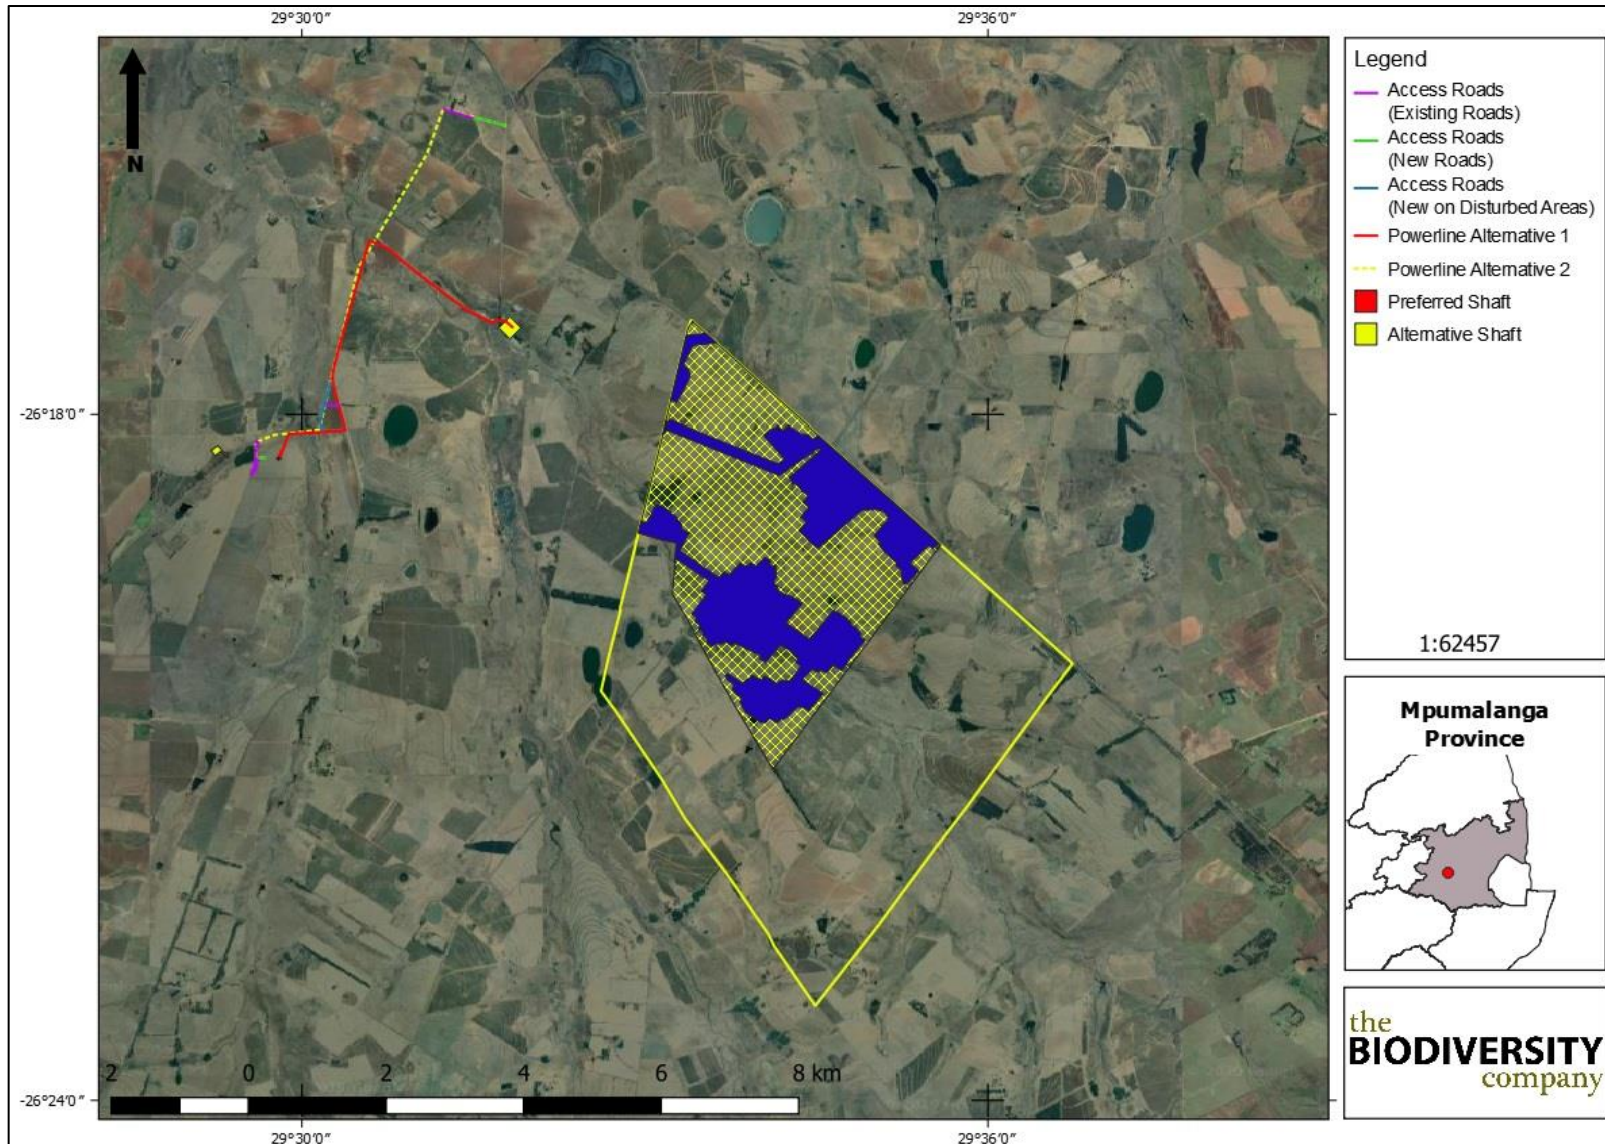 29°30′0″
29°36′0″
N
-26°18′0″
-26°24′0″
2
0
2
4
6
8 km
29°30′0″
29°36′0″
Legend
Access Roads
(Existing Roads)
Access Roads
(New Roads)
Access Roads
(New on Disturbed Areas)
Powerline Alternative 1
Powerline Alternative 2
Preferred Shaft
Alternative Shaft
1:62457
Mpumalanga
Province
the
BIODIVERSITY
company